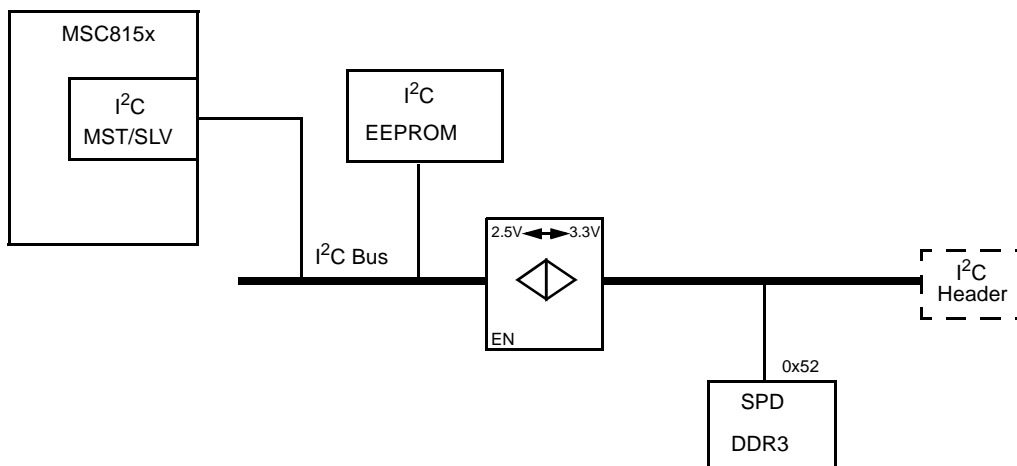 MSC815x
I²C
MST/SLV
I²C
EEPROM
I²C Bus
2.5V 3.3V
EN
I²C
Header
0x52
SPD
DDR3